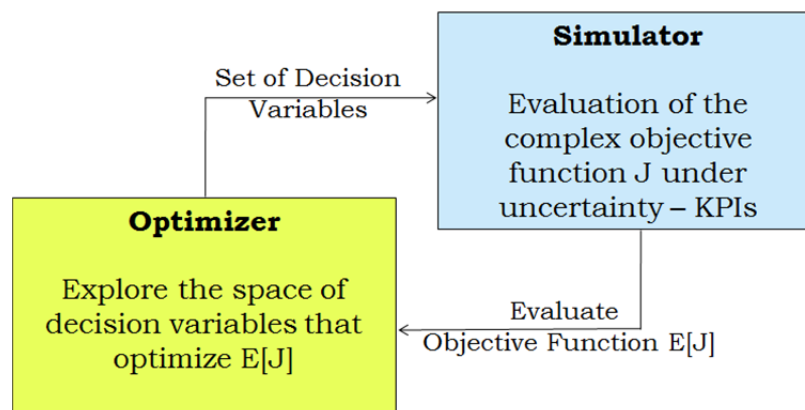 Simulator
Evaluation of the
complex objective
function J under
uncertainty – KPIs
Set of Decision
Variables
Optimizer
Explore the space of
decision variables that
optimize E[J]
Evaluate
Objective Function E[J]